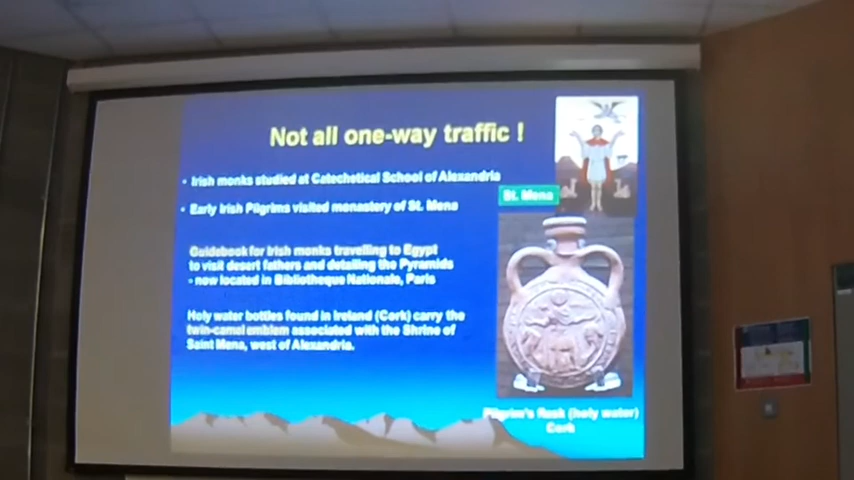 Not all one-way traffic !
• Irish monks studied at Catechetical School of Alexandria
• Early Irish Pilgrims visited monastery of St. Mena
St. Mena
Guidebook for Irish monks travelling to Egypt
to visit desert fathers and detailing the Pyramids
- now located in Bibliotheque Nationale, Paris
Holy water bottles found in Ireland (Cork) carry the
twin-camel emblem associated with the Shrine of
Saint Mena, west of Alexandria.
Pilgrim's flask (holy water)
Cork